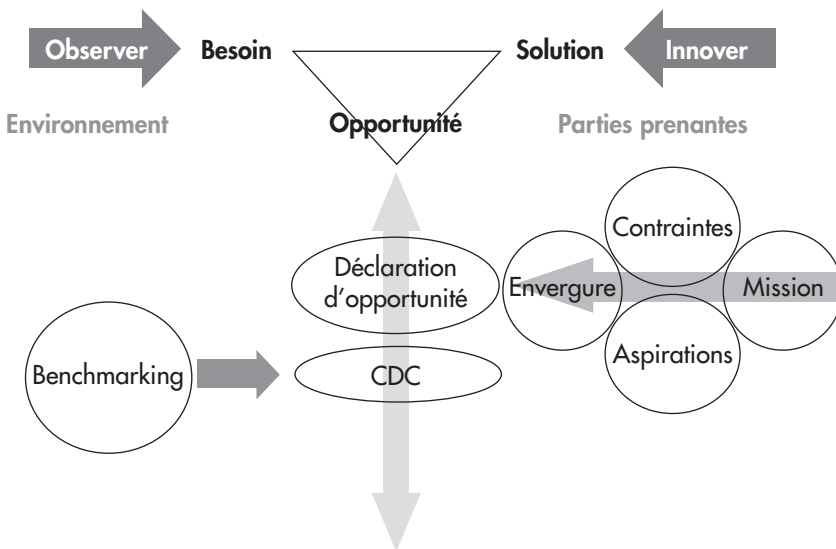 Observer
Besoin
Solution
Innover
Environnement
Opportunité
Parties prenantes
Contraintes
Déclaration
d'opportunité
Envergure
Mission
Benchmarking
CDC
Aspirations